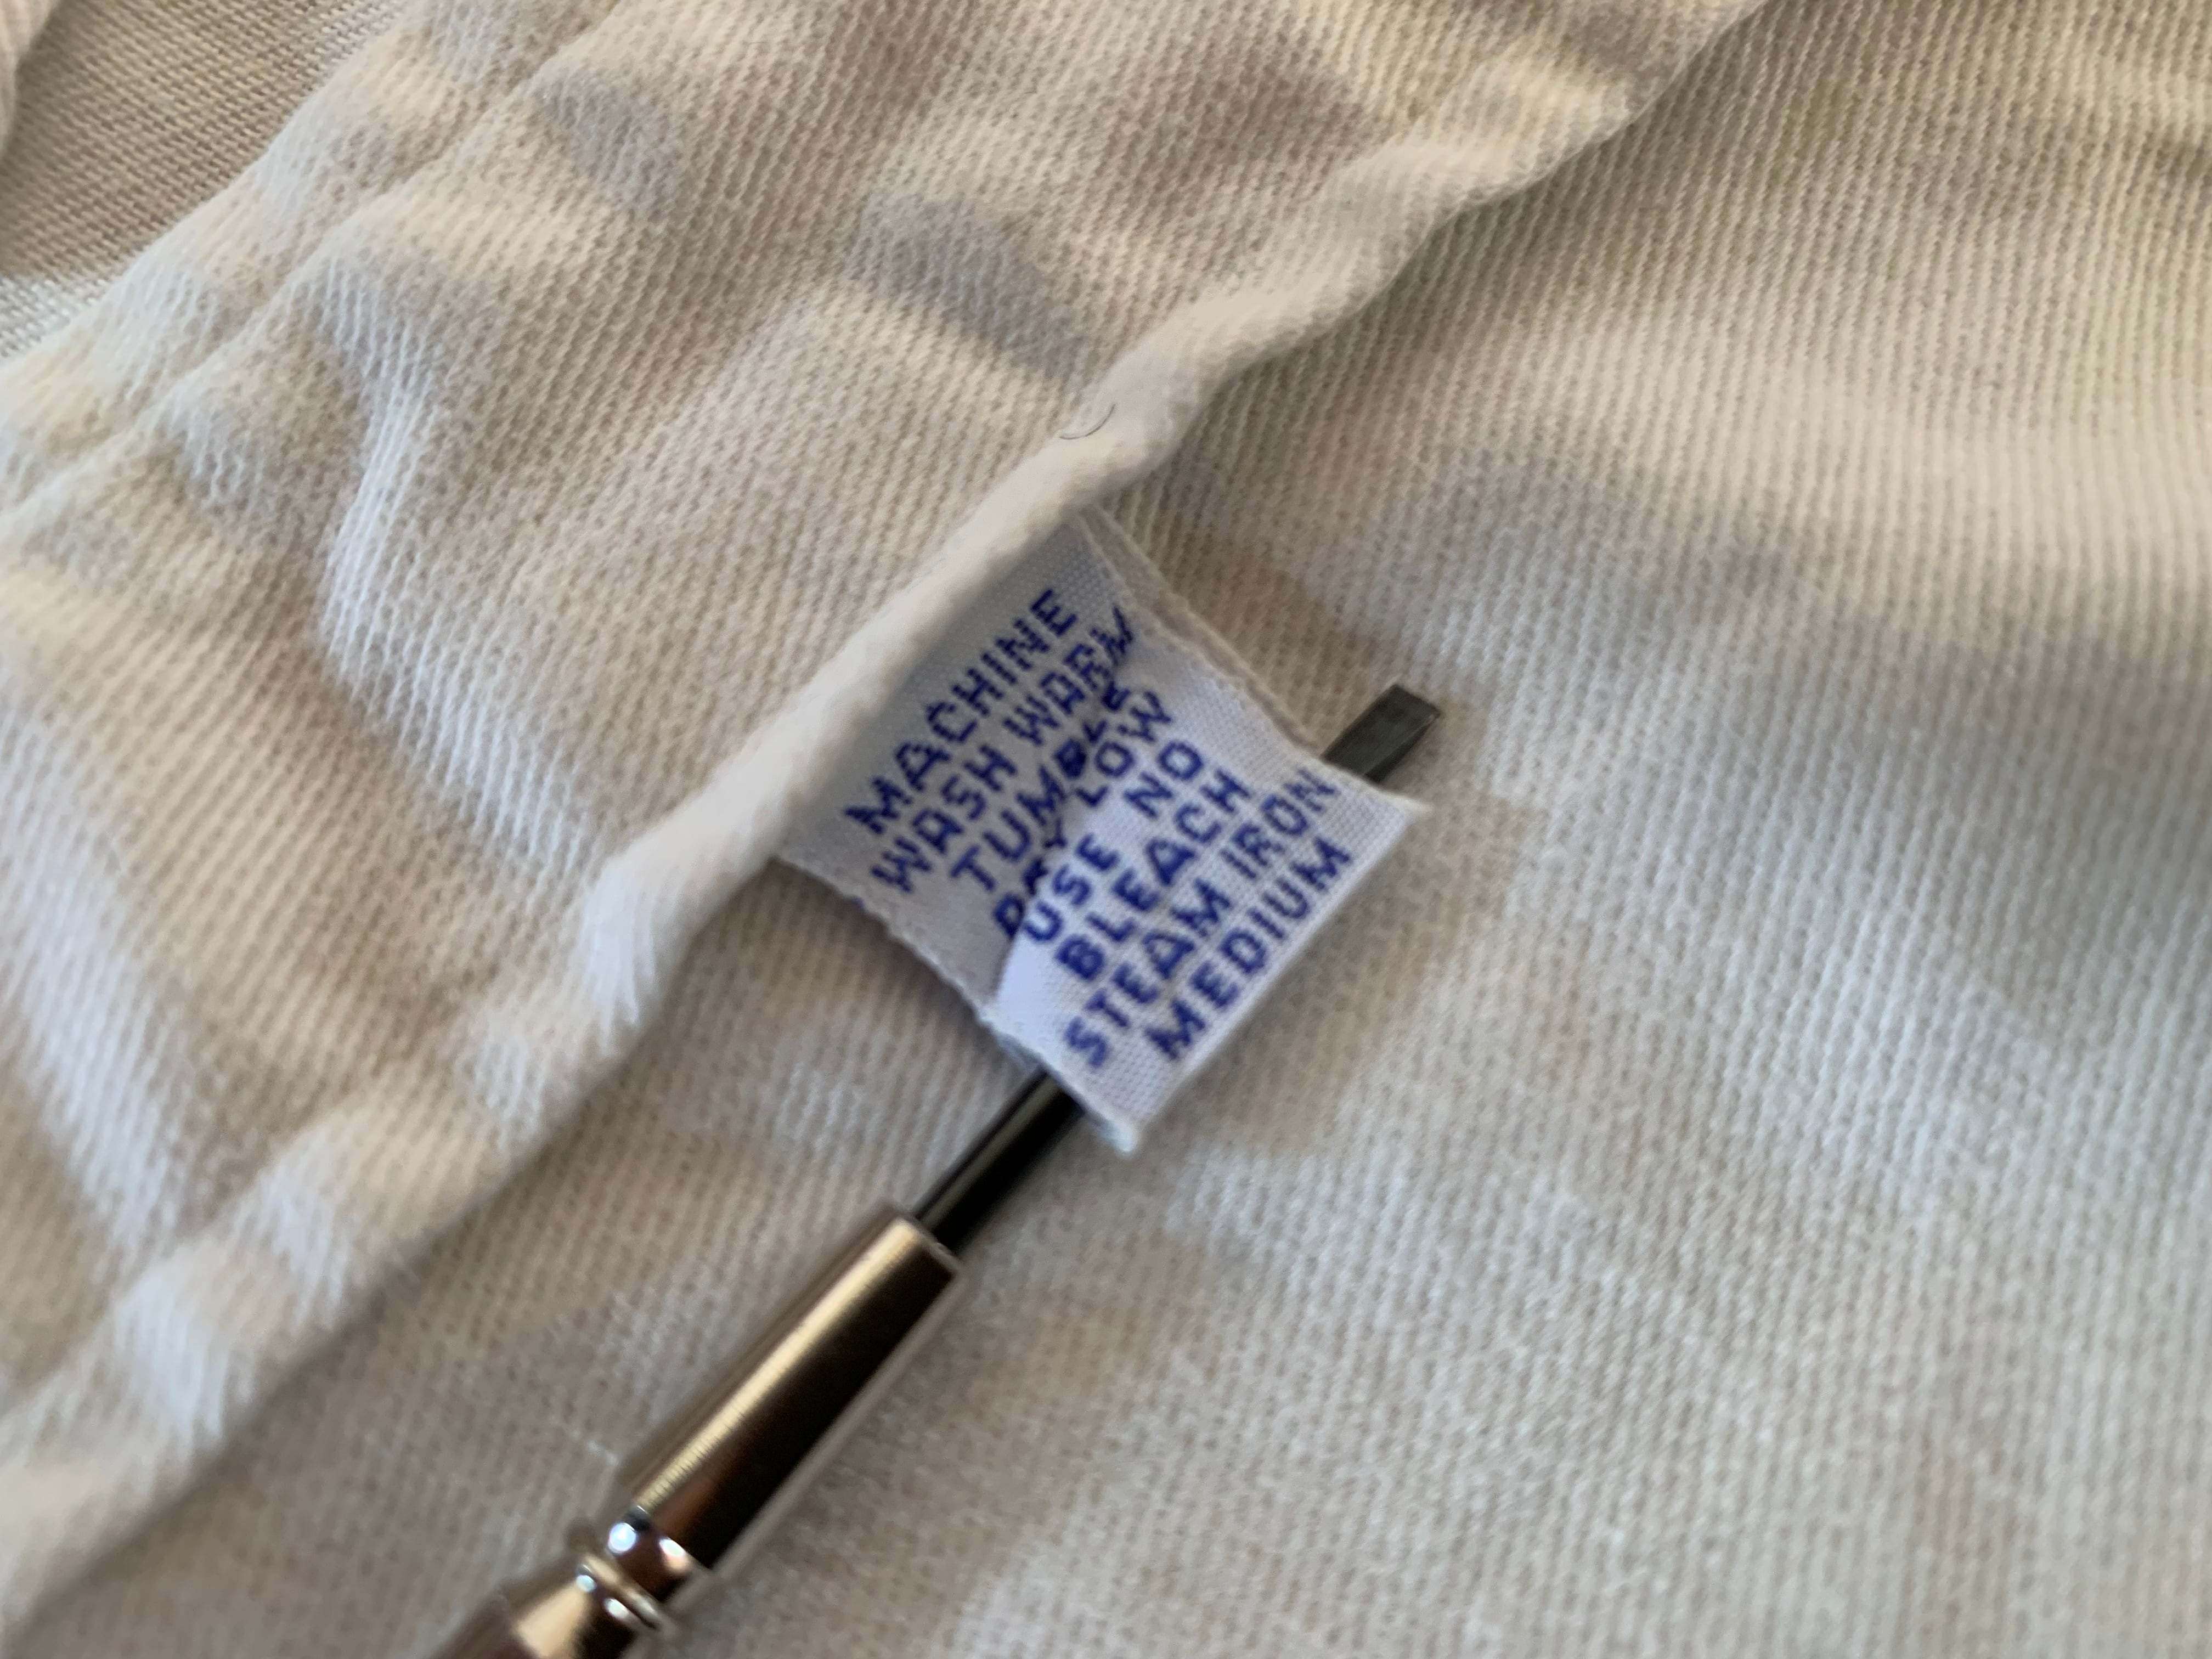 MACHINE
WASH WARM
TUMBLE
DRY LOW
USE NO
BLEACH
STEAM IRON
MEDIUM